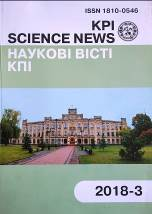 ISSN 1810-0546
KPI
SCIENCE NEWS
НАУКОВІ ВІСТІ
КПІ
2018-3